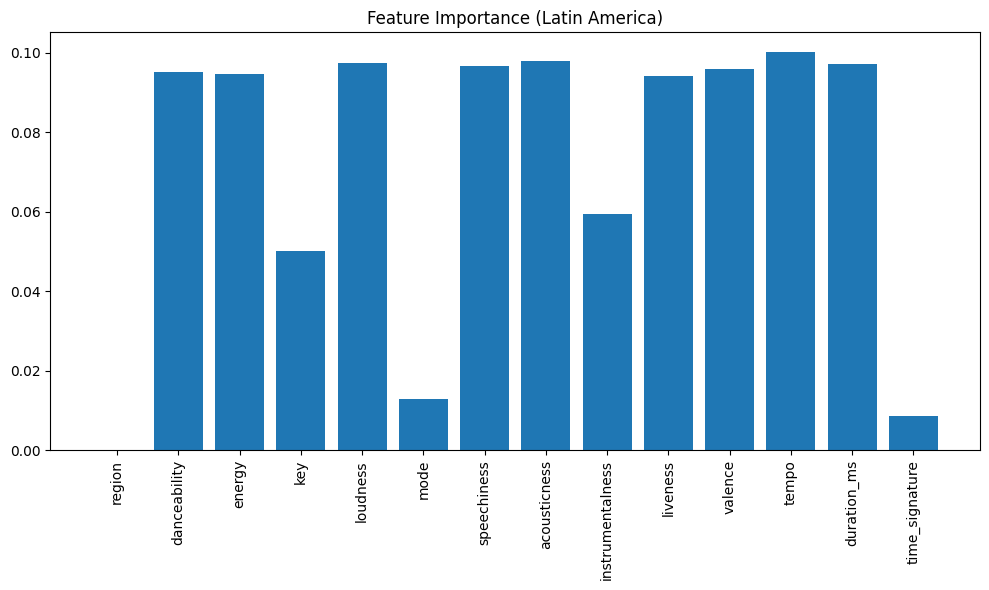 Feature Importance (Latin America)
0.10
0.08
0.06
0.04
0.02
0.00
region
danceability
energy
key
loudness
mode
speechiness
acousticness
instrumentalness
liveness
valence
tempo
duration_ms
time_signature